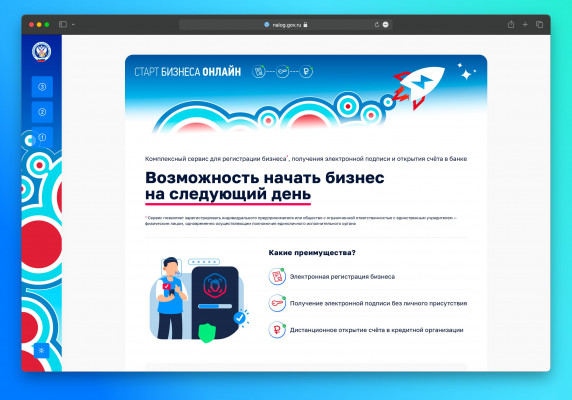 nalog.gov.ru
СТАРТ БИЗНЕСА ОНЛАЙН
3
2
1
Комплексный сервис для регистрации бизнеса*, получения электронной подписи и открытия счёта в банке
Возможность начать бизнес
на следующий день
* Сервис позволяет зарегистрировать индивидуального предпринимателя или общество с ограниченной ответственностью с единственным учредителем —
физическим лицом, одновременно осуществляющим полномочия единоличного исполнительного органа
Какие преимущества?
Электронная регистрация бизнеса
Получение электронной подписи без личного присутствия
Дистанционное открытие счёта в кредитной организации